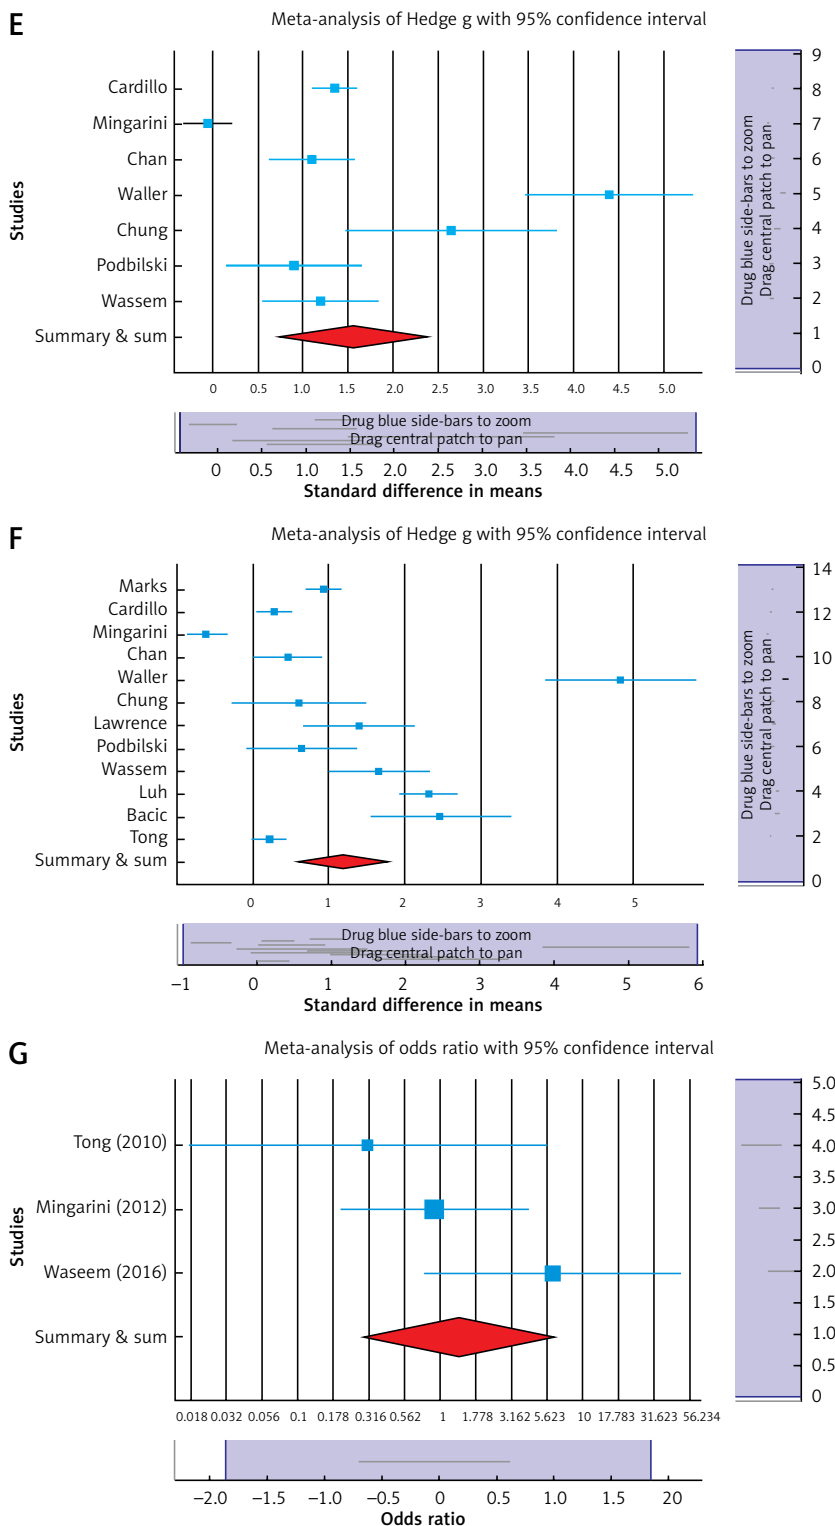 E
Meta-analysis of Hedge g with 95% confidence interval
Studies
Cardillo
Mingarini
Chan
Waller
Chung
Podbilski
Wassem
Summary & sum
0 0.5 1.0 1.5 2.0 2.5 3.0 3.5 4.0 4.5 5.0
Drug blue side-bars to zoom
Drag central patch to pan
9
8
7
6
5
4
3
2
1
0
Drug blue side-bars to zoom
Drag central patch to pan
0 0.5 1.0 1.5 2.0 2.5 3.0 3.5 4.0 4.5 5.0
Standard difference in means
F
Meta-analysis of Hedge g with 95% confidence interval
Studies
Marks
Cardillo
Mingarini
Chan
Waller
Chung
Lawrence
Podbilski
Wassem
Luh
Bacic
Tong
Summary & sum
0 1 2 3 4 5
Drug blue side-bars to zoom
Drag central patch to pan
14
12
10
8
6
4
2
0
Drug blue side-bars to zoom
Drag central patch to pan
−1 0 1 2 3 4 5 6
Standard difference in means
G
Meta-analysis of odds ratio with 95% confidence interval
Studies
Tong (2010)
Mingarini (2012)
Waseem (2016)
Summary & sum
0.018 0.032 0.056 0.1 0.178 0.316 0.562 1 1.778 3.162 5.623 10 17.783 31.623 56.234
5.0
4.5
4.0
3.5
3.0
2.5
2.0
1.5
1.0
0.5
0
−2.0 −1.5 −1.0 −0.5 0 0.5 1.0 1.5 20
Odds ratio